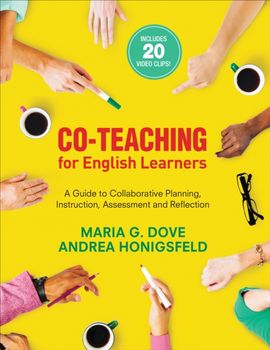 INCLUDES
20
VIDEO CLIPS!
CO-TEACHING
for English Learners
A Guide to Collaborative Planning,
Instruction, Assessment and Reflection
MARIA G. DOVE
ANDREA HONIGSFELD